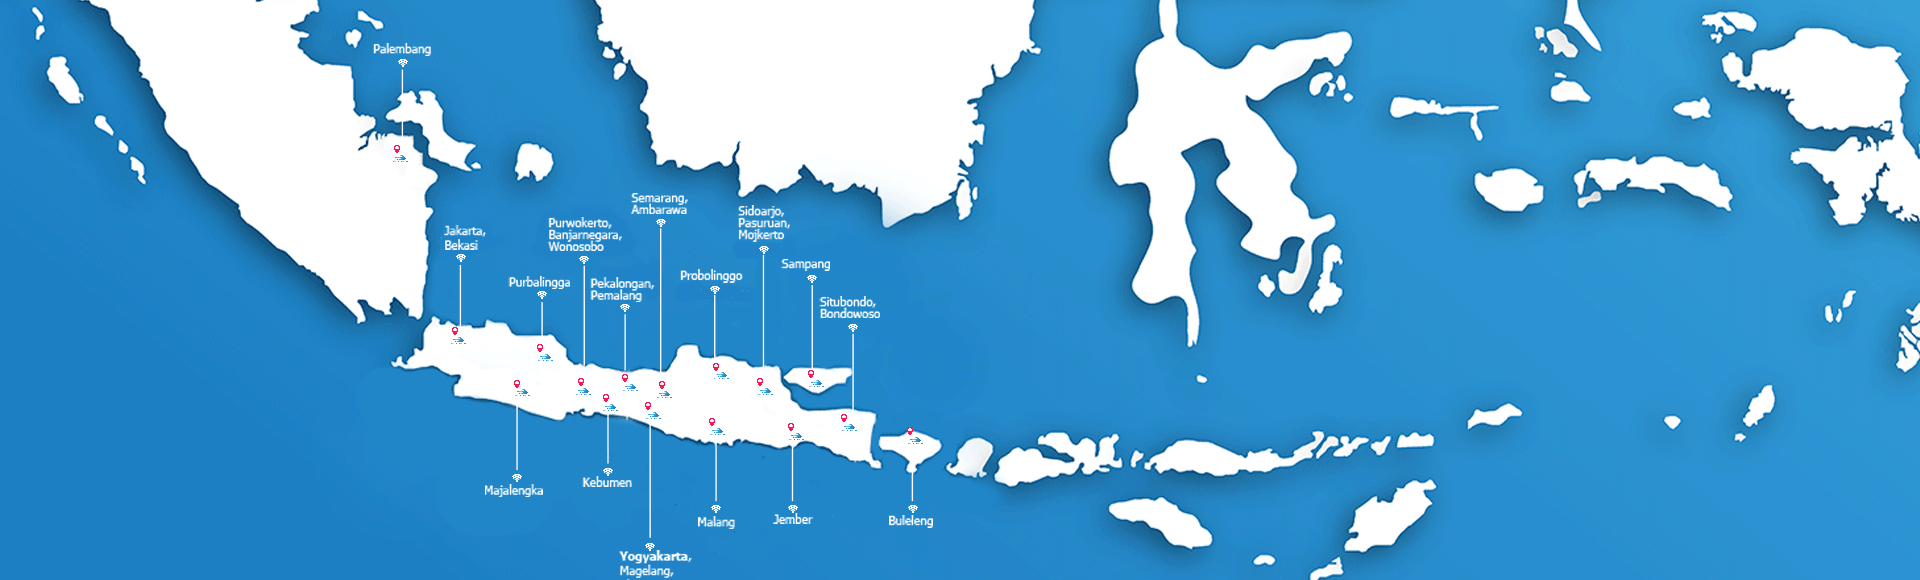 Palembang
Semarang,
Ambarawa
Sidoarjo,
Pasuruan,
Mojkerto
Purwokerto,
Banjarnegara,
Wonosobo
Jakarta,
Bekasi
Sampang
Probolinggo
Purbalingga
Pekalongan,
Pemalang
Situbondo,
Bondowoso
Majalengka
Kebumen
Malang
Jember
Buleleng
Yogyakarta,
Magelang,